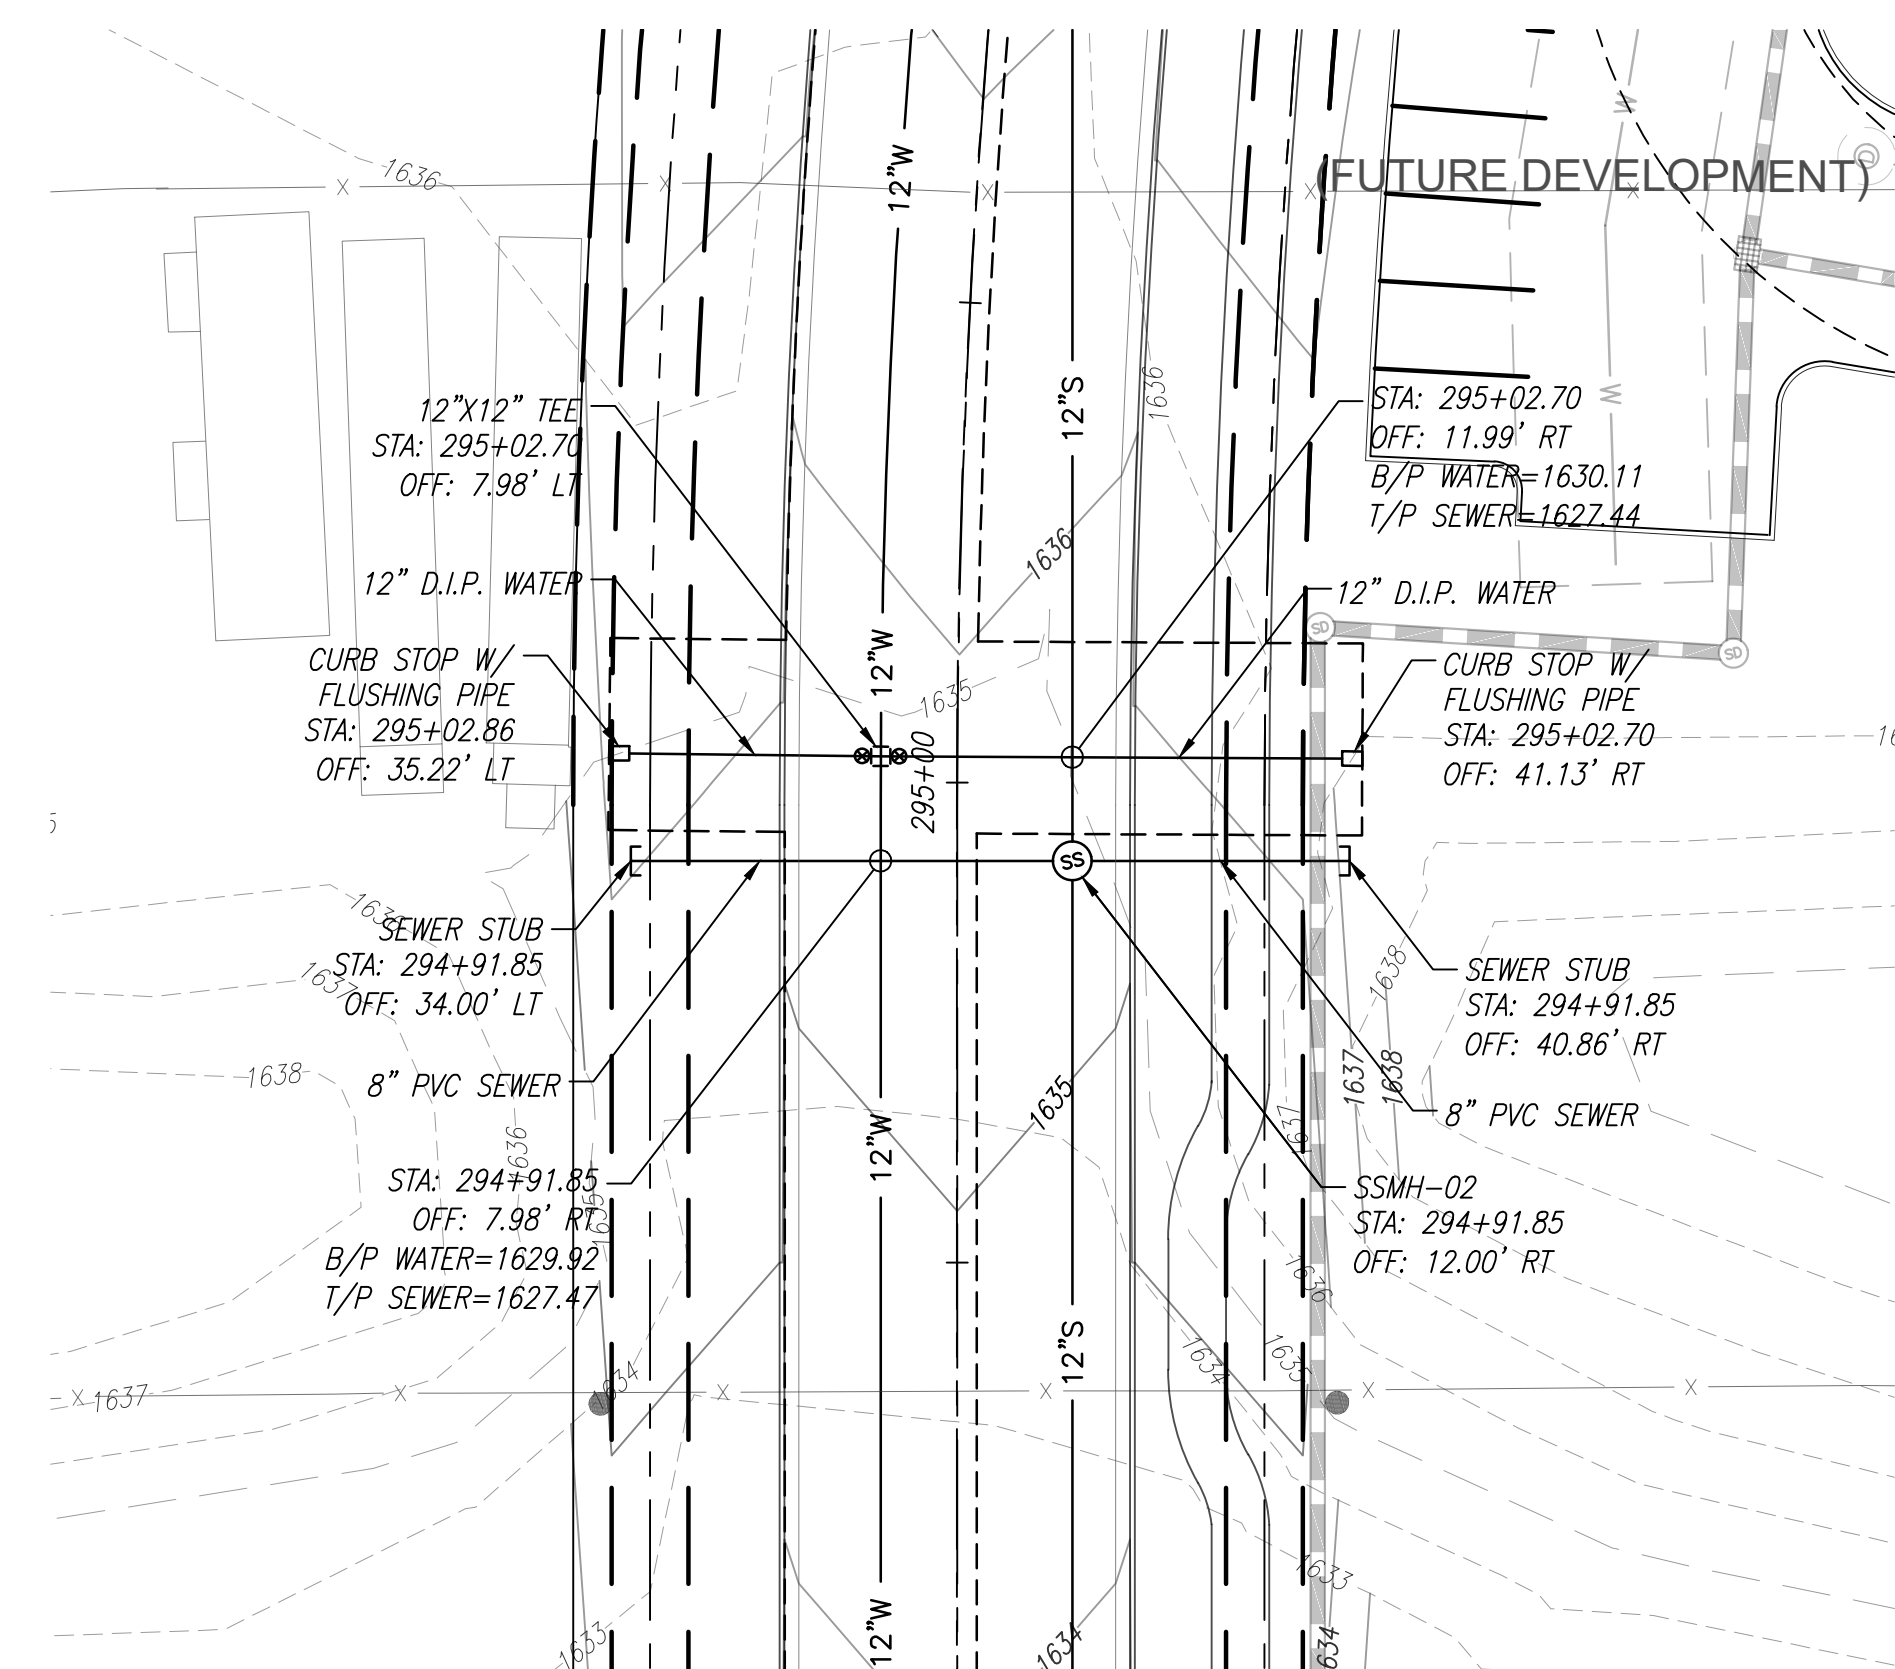 (FUTURE DEVELOPMENT)
W
W
D
1636
12"W
12"S
1636
12"X12" TEE
STA: 295+02.70
OFF: 7.98' LT
STA: 295+02.70
OFF: 11.99' RT
B/P WATER=1630.11
T/P SEWER=1627.44
12" D.I.P. WATER
1636
12" D.I.P. WATER
SD
SD
12"W
1635
CURB STOP W/
FLUSHING PIPE
STA: 295+02.86
OFF: 35.22' LT
295+00
CURB STOP W/
FLUSHING PIPE
STA: 295+02.70
OFF: 41.13' RT
SS
1636
SEWER STUB
STA: 294+91.85
OFF: 34.00' LT
1637
1638
SEWER STUB
STA: 294+91.85
OFF: 40.86' RT
1638
8" PVC SEWER
1637
1638
1635
8" PVC SEWER
1636
1635
12"W
1637
STA: 294+91.85
OFF: 7.98' RT
B/P WATER=1629.92
T/P SEWER=1627.47
SSMH-02
STA: 294+91.85
OFF: 12.00' RT
1636
12"S
1634
1635
1637
1634
1633
12"W
1633
1634
634
X
X
X
X
X
X
X
X
X
X
X